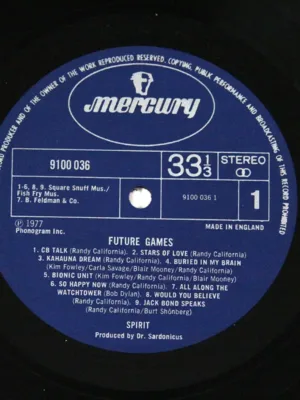 PRODUCER AND OF THE OWNER OF THE WORK REPRODUCED RESERVED. COPYING, PUBLIC PERFORMANCE AND BROADCASTING OF THIS RECORD PROHIBITED
mercury
9100 036
33 1/3
STEREO
1-6, 8, 9. Square Snuff Mus./
Fish Fry Mus.
7. B. Feldman & Co.
9100 036 1
1
℗ 1977
Phonogram Inc.
MADE IN ENGLAND
FUTURE GAMES
1. CB TALK (Randy California). 2. STARS OF LOVE (Randy California)
3. KAHAUNA DREAM (Randy California). 4. BURIED IN MY BRAIN
(Kim Fowley/Carla Savage/Blair Mooney/Randy California)
5. BIONIC UNIT (Kim Fowley/Randy California/Blair Mooney)
6. SO HAPPY NOW (Randy California). 7. ALL ALONG THE
WATCHTOWER (Bob Dylan). 8. WOULD YOU BELIEVE
(Randy California). 9. JACK BOND SPEAKS
(Randy California/Burt Shönberg)
SPIRIT
Produced by Dr. Sardonicus